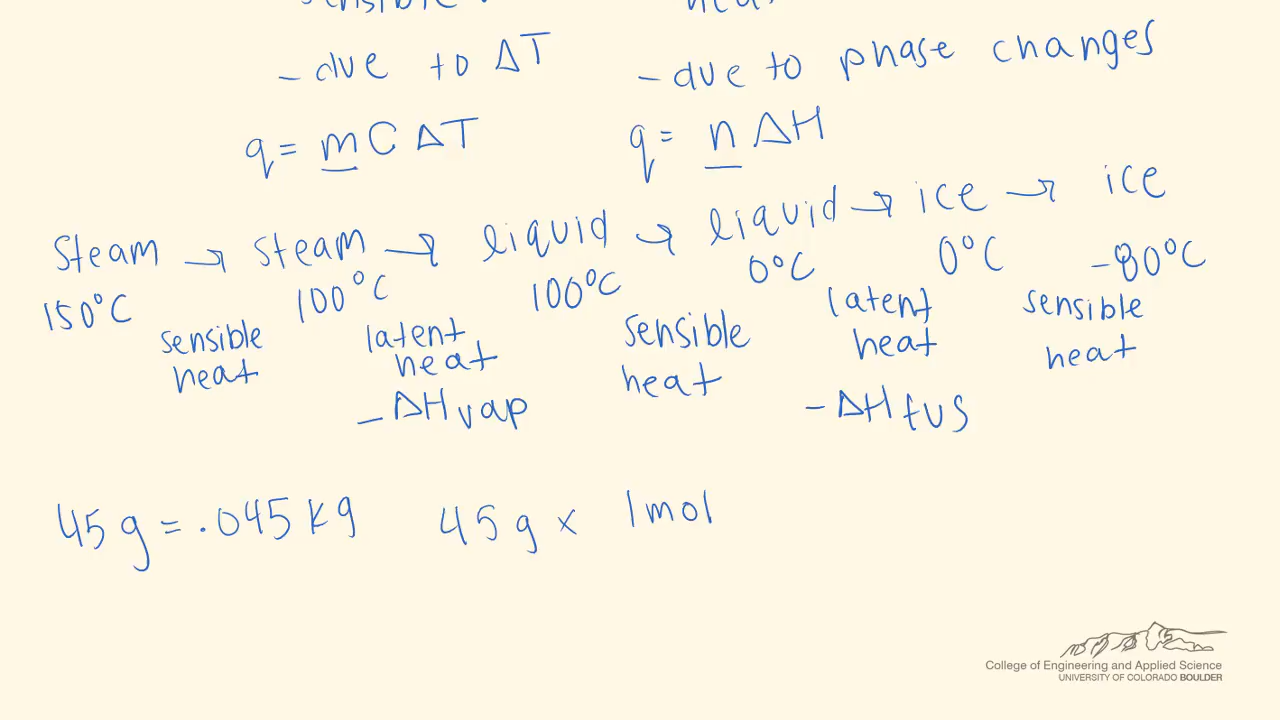 - due to ΔT - due to phase changes
q = mCΔT q = nΔH
Steam → steam → liquid → liquid → ice → ice
150°C 100°C 100°C 0°C 0°C -80°C
sensible heat latent heat sensible heat latent heat sensible heat
-ΔHvap -ΔHfus
45g = .045kg 45g x 1mol
College of Engineering and Applied Science
UNIVERSITY OF COLORADO BOULDER